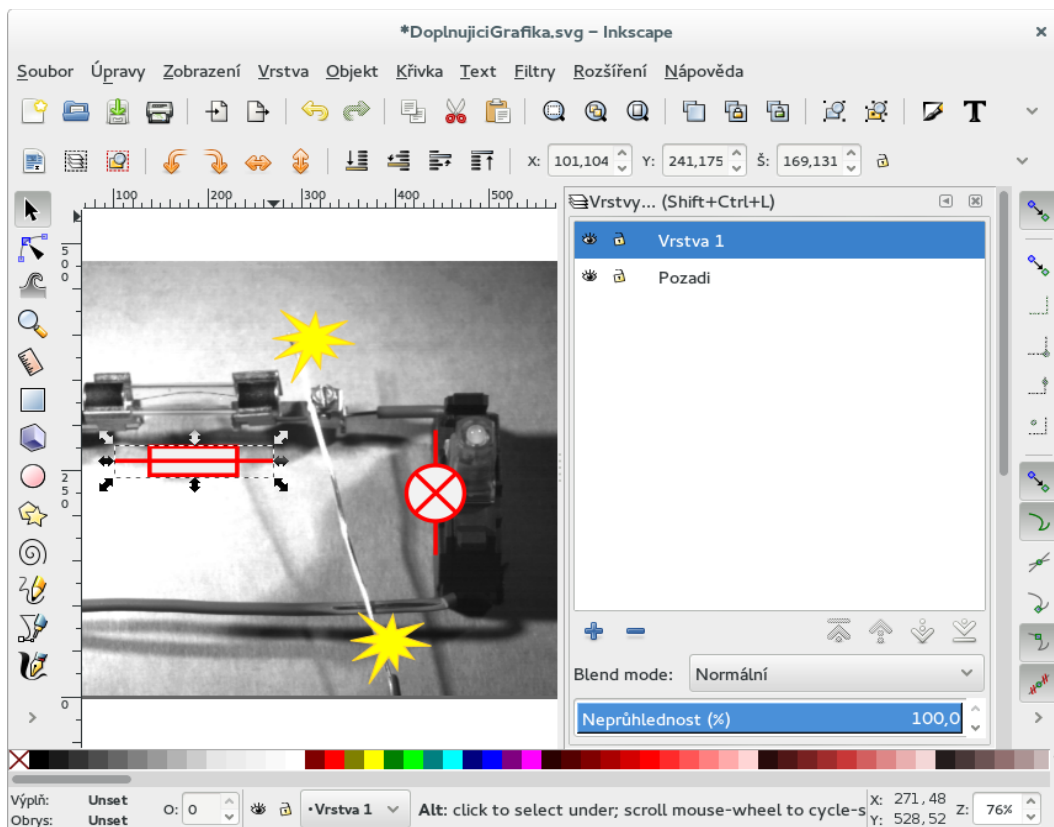 *DoplnujiciGrafika.svg – Inkscape
Soubor Úpravy Zobrazení Vrstva Objekt Křivka Text Filtry Rozšíření Nápověda
X: 101,104 Y: 241,175 Š: 169,131
100 200 300 400 500
Vrstvy... (Shift+Ctrl+L)
Vrstva 1
500
Pozadi
250
Blend mode: Normální
0
Neprůhlednost (%) 100,0
Výplň: Unset
Obrys: Unset
O: 0
•Vrstva 1
Alt: click to select under; scroll mouse-wheel to cycle-s
X: 271,48
Y: 528,52
Z: 76%